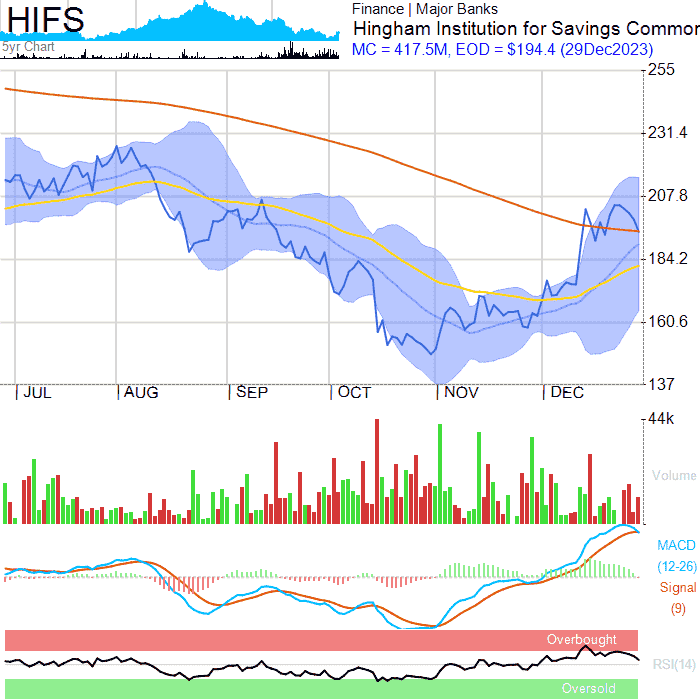 HIFS
5yr Chart
Finance | Major Banks
Hingham Institution for Savings Common
MC = 417.5M, EOD = $194.4 (29Dec2023)
255
231.4
207.8
184.2
160.6
137
JUL AUG SEP OCT NOV DEC
44k
Volume
MACD
(12-26)
Signal
(9)
Overbought
RSI(14)
Oversold